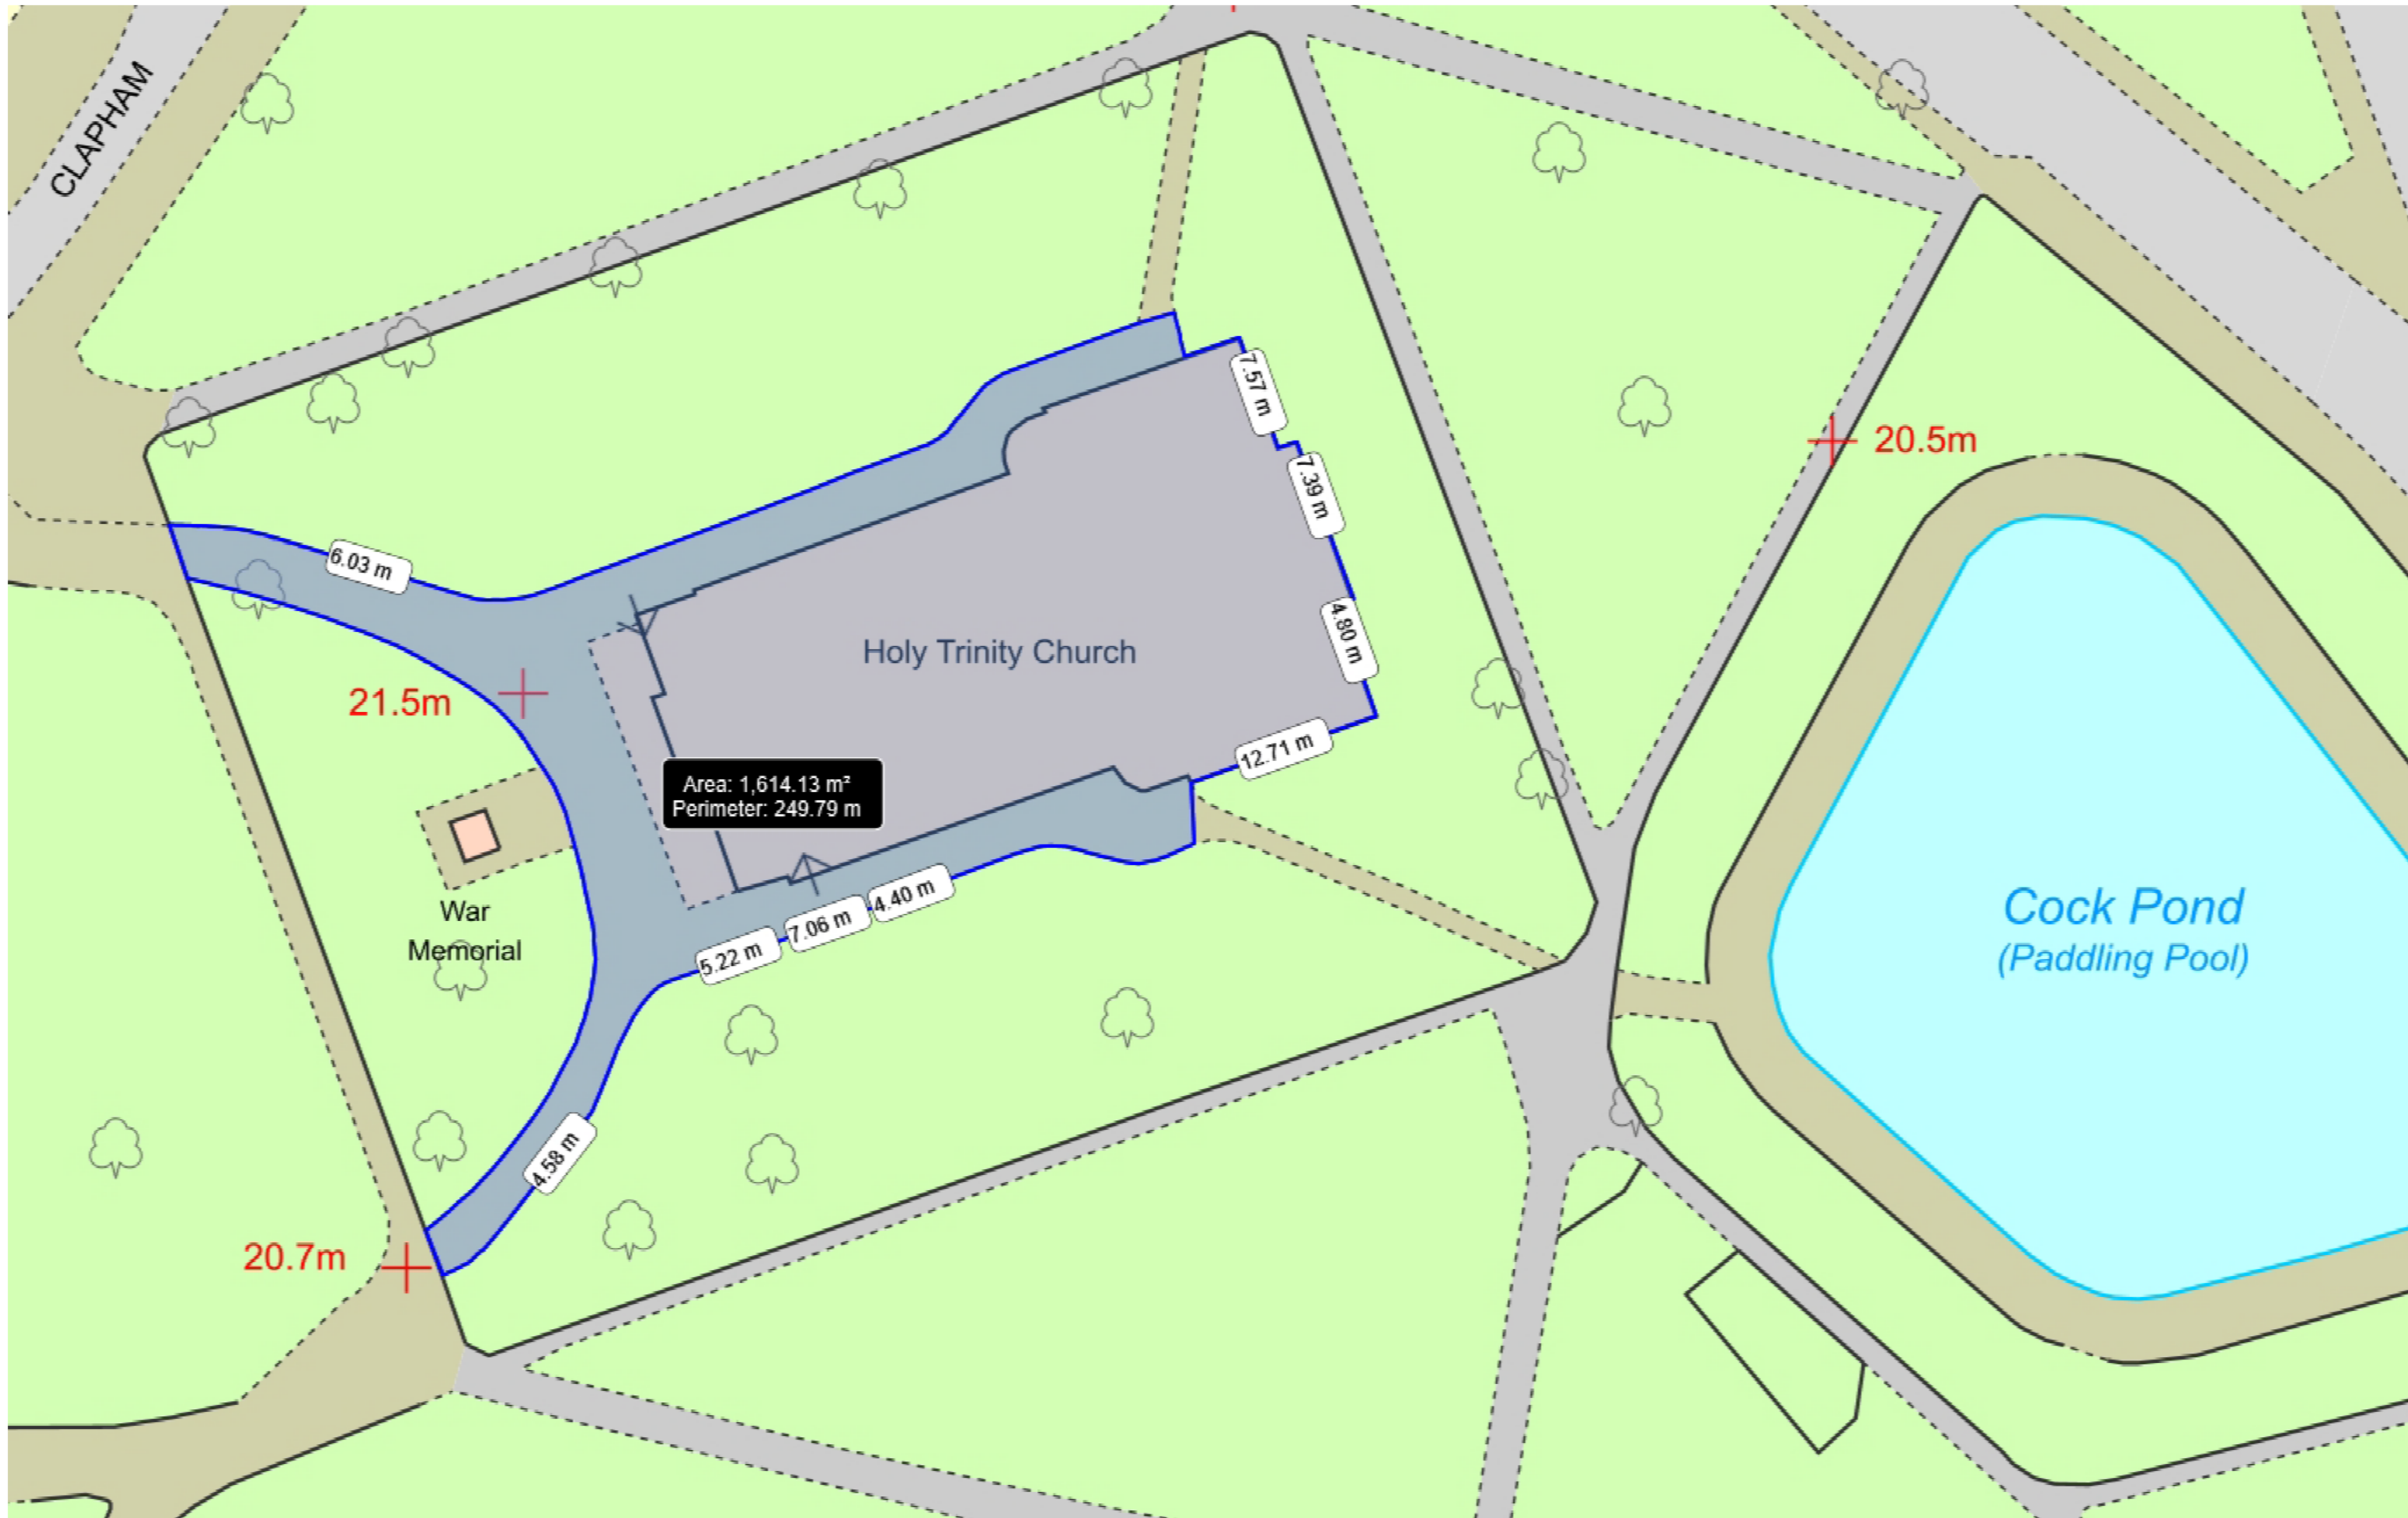 CLAPHAM
7.57 m
20.5m
7.39 m
6.03 m
4.80 m
Holy Trinity Church
21.5m
12.71 m
Area: 1,614.13 m²
Perimeter: 249.79 m
4.40 m
7.06 m
5.22 m
War
Memorial
Cock Pond
(Paddling Pool)
4.58 m
20.7m